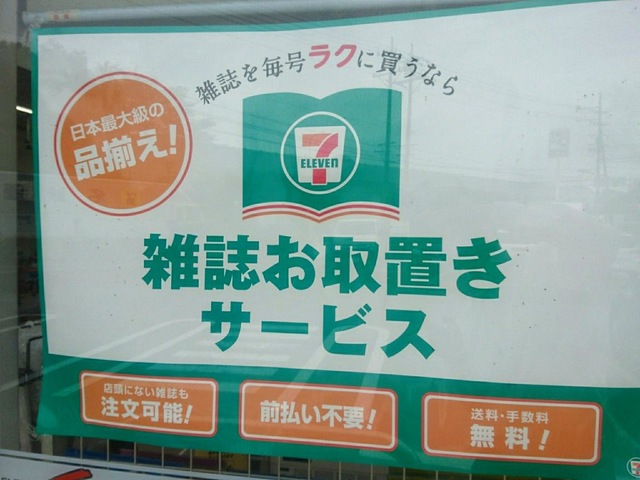 雑誌を毎号ラクに買うなら
日本最大級の
品揃え!
7
ELEVEN
雑誌お取置き
サービス
店頭にない雑誌も
注文可能!
前払い不要!
送料・手数料
無料!